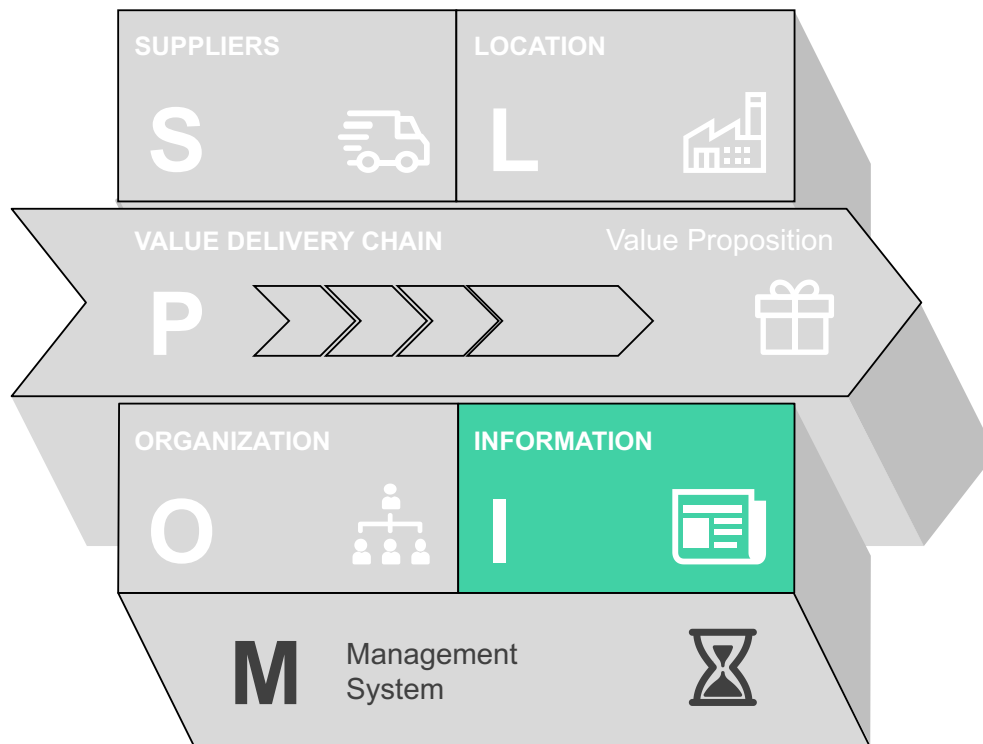 SUPPLIERS
LOCATION
S
L
VALUE DELIVERY CHAIN
Value Proposition
P
ORGANIZATION
INFORMATION
O
I
M
Management
System